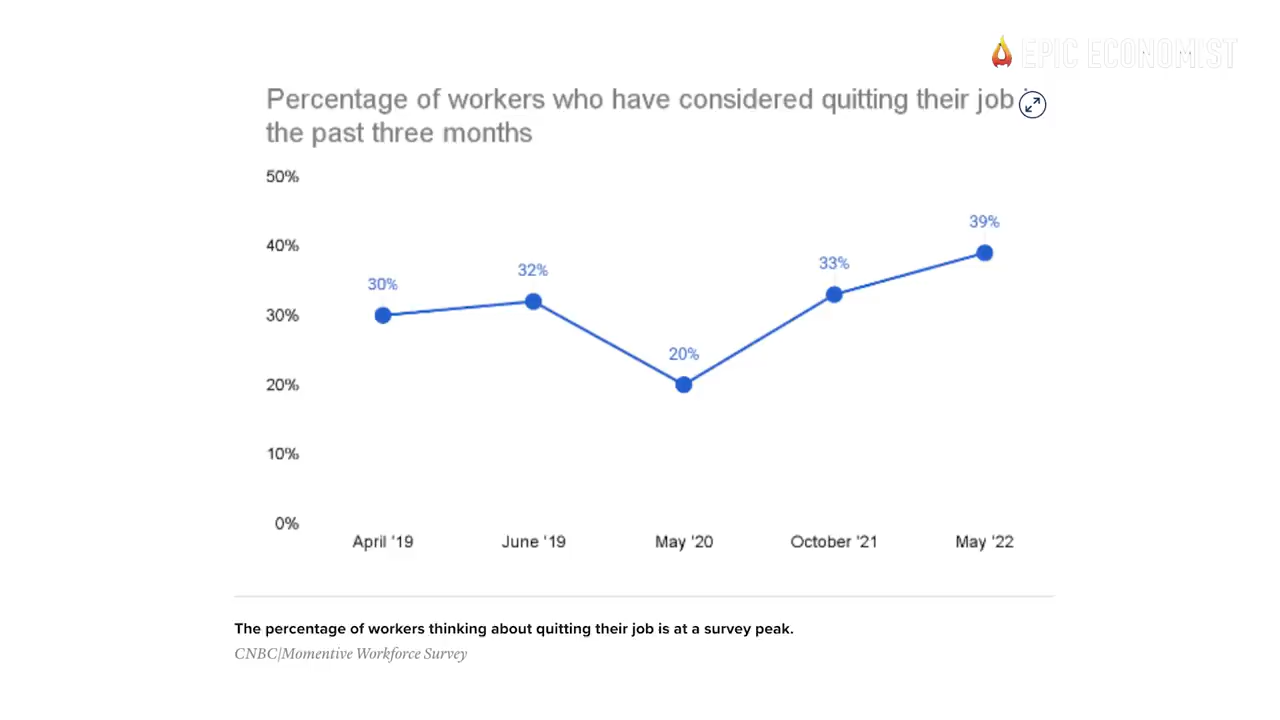 EPIC ECONOMIST
Percentage of workers who have considered quitting their job
the past three months
50%
40%
30%
20%
10%
0%
30%
32%
20%
33%
39%
April '19
June '19
May '20
October '21
May '22
The percentage of workers thinking about quitting their job is at a survey peak.
CNBC|Momentive Workforce Survey